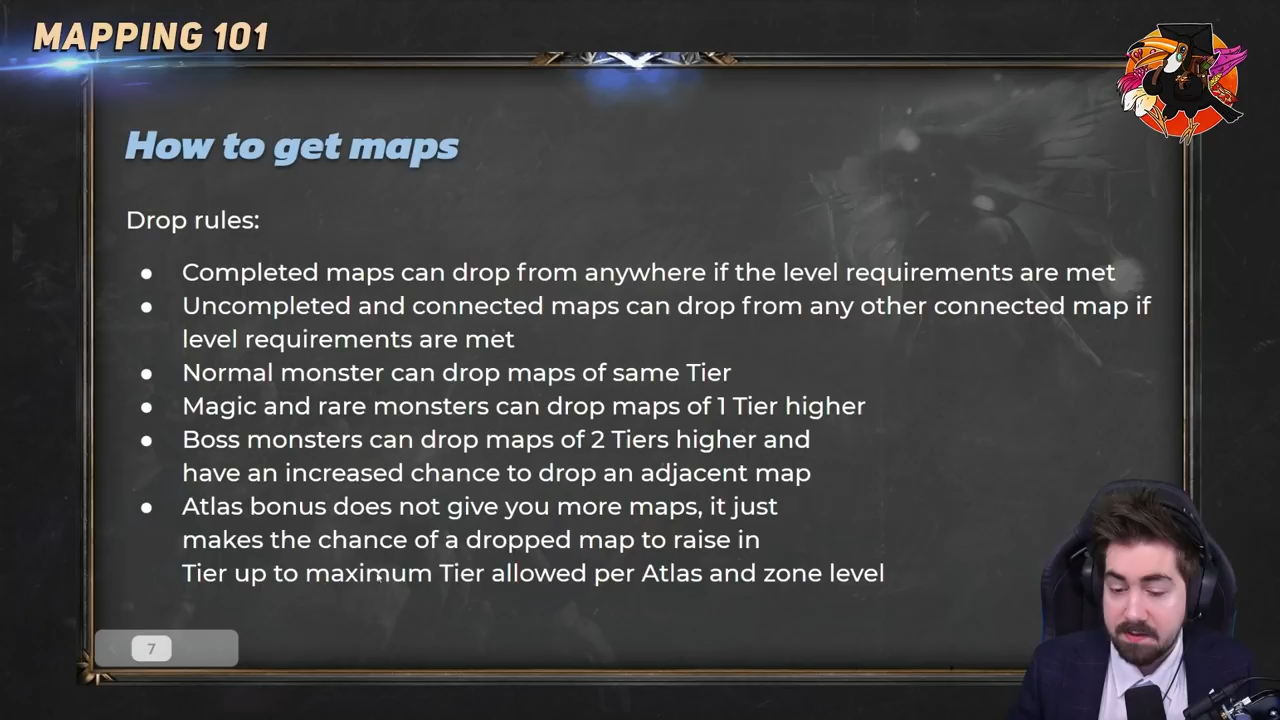 MAPPING 101
How to get maps
Drop rules:
● Completed maps can drop from anywhere if the level requirements are met
● Uncompleted and connected maps can drop from any other connected map if
level requirements are met
● Normal monster can drop maps of same Tier
● Magic and rare monsters can drop maps of 1 Tier higher
● Boss monsters can drop maps of 2 Tiers higher and
have an increased chance to drop an adjacent map
● Atlas bonus does not give you more maps, it just
makes the chance of a dropped map to raise in
Tier up to maximum Tier allowed per Atlas and zone level
7